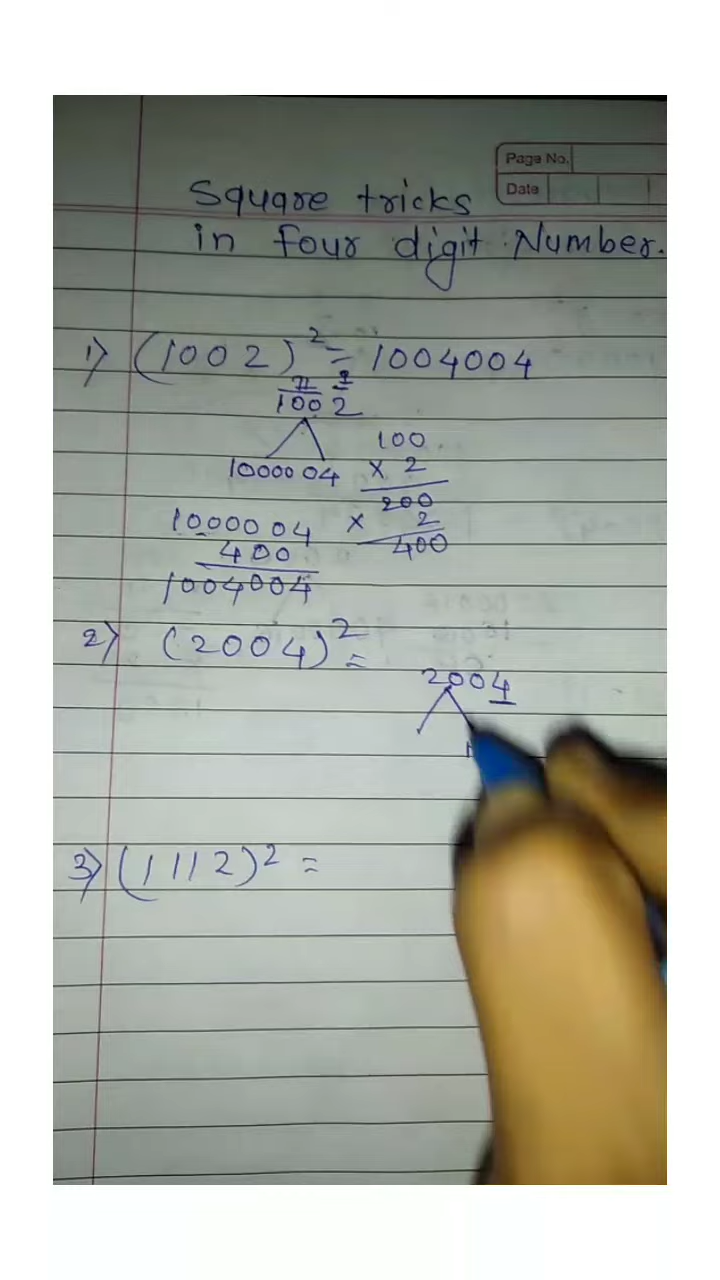 Page No.
Date
Square tricks
in four digit Number.
1) (1002)² = 1004004
II I
1002
100
1000004 × 2
200
1000004 × 2
400 400
1004004
2) (2004)² =
2004
3) (1112)² =